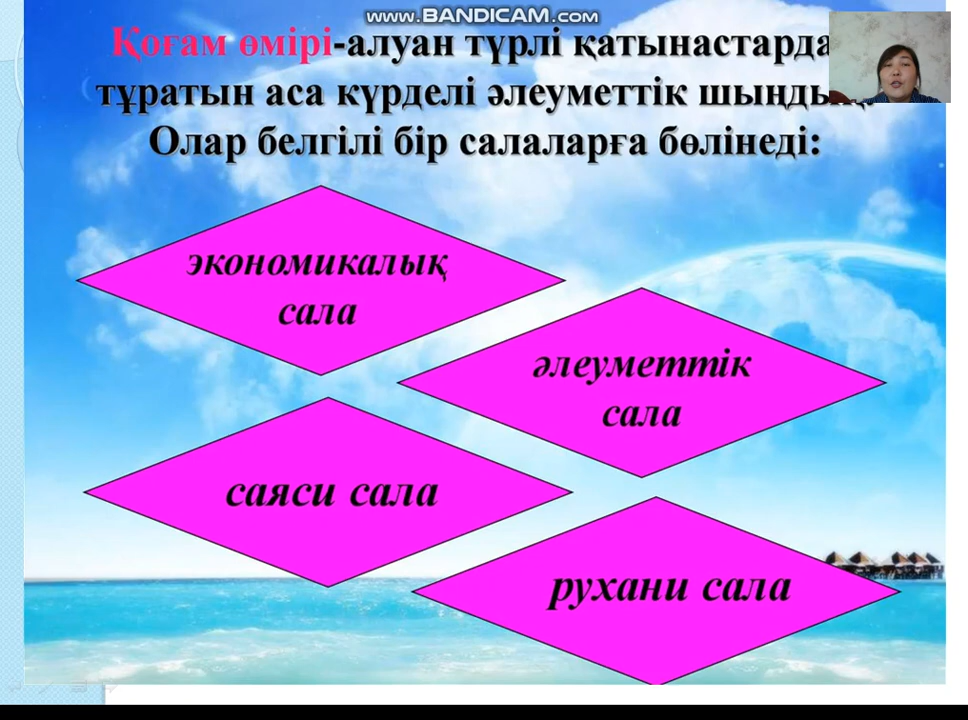 www.BANDICAM.com
Қоғам өмірі-алуан түрлі қатынастарда
тұратын аса күрделі әлеуметтік
Олар белгілі бір салаларға бөлінеді:
экономикалық
сала
әлеуметтік
сала
саяси сала
рухани сала